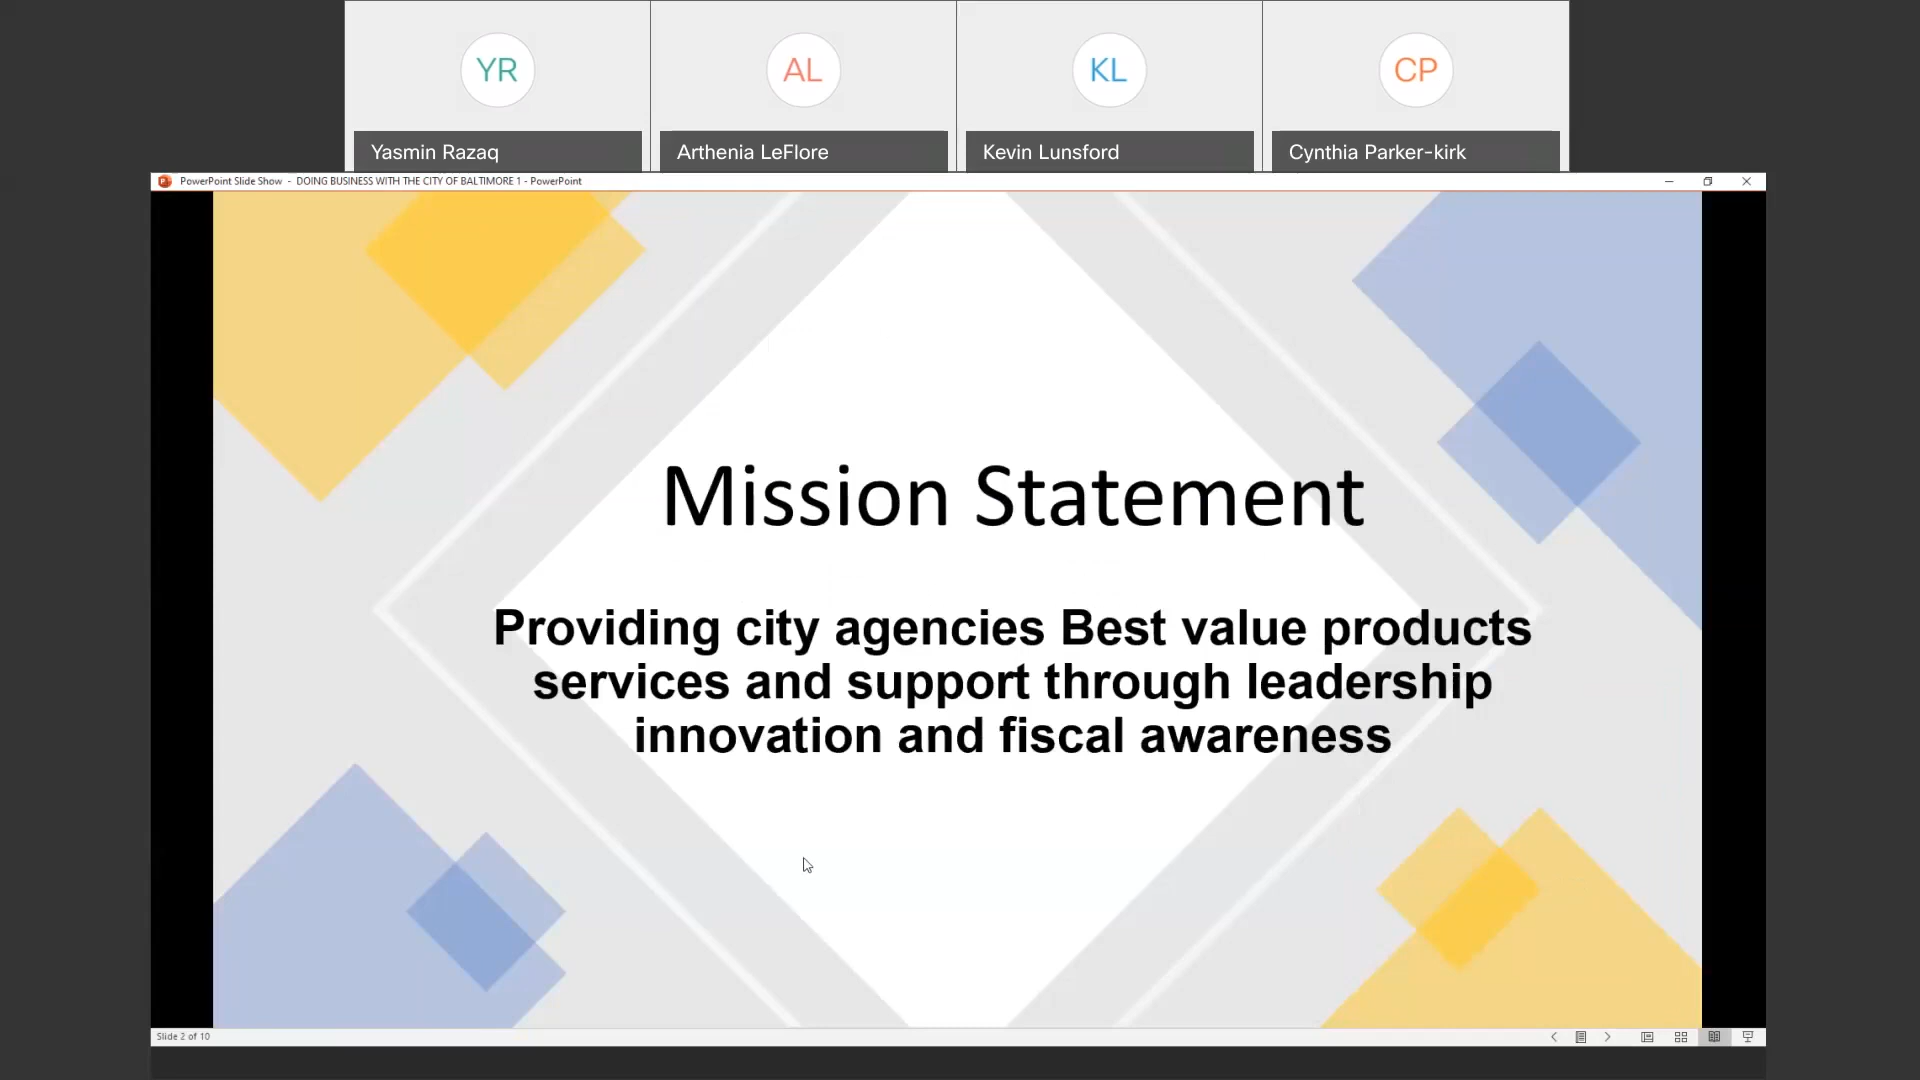 YR
AL
KL
CP
Yasmin Razaq
Arthenia LeFlore
Kevin Lunsford
Cynthia Parker-kirk
PowerPoint Slide Show - DOING BUSINESS WITH THE CITY OF BALTIMORE 1 - PowerPoint
Mission Statement
Providing city agencies Best value products
services and support through leadership
innovation and fiscal awareness
Slide 2 of 10